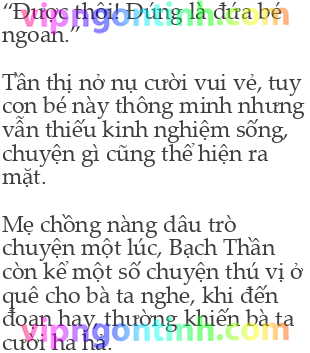 “Được thôi! Đúng là đứa bé
ngoan.”
Tần thị nở nụ cười vui vẻ, tuy
con bé này thông minh nhưng
vẫn thiếu kinh nghiệm sống,
chuyện gì cũng thể hiện ra
mặt.
Mẹ chồng nàng dâu trò
chuyện một lúc, Bạch Thần
còn kể một số chuyện thú vị ở
quê cho bà ta nghe, khi đến
đoạn hay, thường khiến bà ta
cười ha hả.
vipngontinh.com
vipngontinh.com